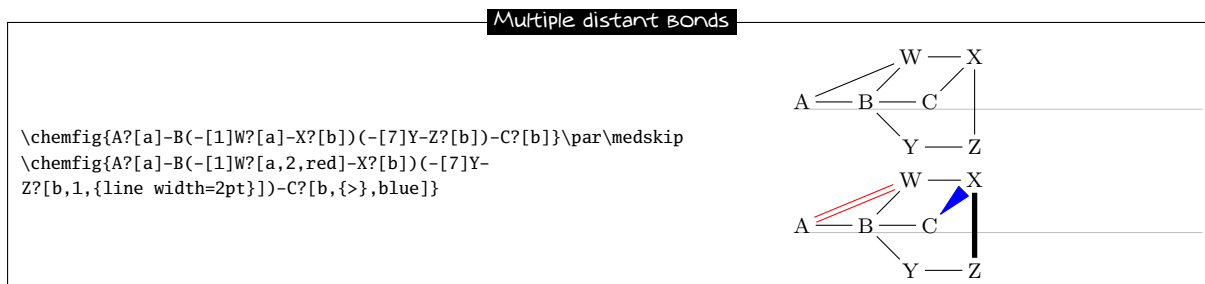 Multiple distant Bonds
\chemfig{A?[a]-B(-[1]W?[a]-X?[b])(-[7]Y-Z?[b])-C?[b]}\par\medskip
\chemfig{A?[a]-B(-[1]W?[a,2,red]-X?[b])(-[7]Y-
Z?[b,1,{line width=2pt}])-C?[b,{>},blue]}
W X
A B C
Y Z
W X
A B C
Y Z